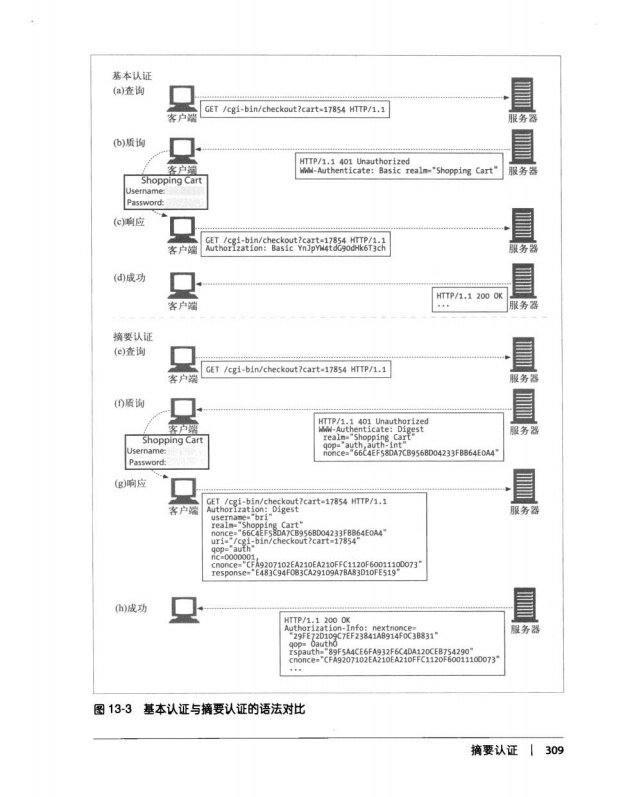 基本认证
(a)查询
客户端
GET /cgi-bin/checkout?cart=17854 HTTP/1.1
服务器
(b)质询
客户端
HTTP/1.1 401 Unauthorized
WWW-Authenticate: Basic realm="Shopping Cart"
服务器
Shopping Cart
Username:
Password:
(c)响应
客户端
GET /cgi-bin/checkout?cart=17854 HTTP/1.1
Authorization: Basic YnJpYW4tdG90dHk6T3ch
服务器
(d)成功
客户端
HTTP/1.1 200 OK
...
服务器
摘要认证
(e)查询
客户端
GET /cgi-bin/checkout?cart=17854 HTTP/1.1
服务器
(f)质询
客户端
HTTP/1.1 401 Unauthorized
WWW-Authenticate: Digest
realm="Shopping Cart"
qop="auth,auth-int"
nonce="66C4EF58DA7CB956BD04233FBB64E0A4"
服务器
Shopping Cart
Username:
Password:
(g)响应
客户端
GET /cgi-bin/checkout?cart=17854 HTTP/1.1
Authorization: Digest
username="bri"
realm="Shopping Cart"
nonce="66C4EF58DA7CB956BD04233FBB64E0A4"
uri="/cgi-bin/checkout?cart=17854"
qop="auth"
nc=0000001,
cnonce="CFA9207102EA210EA210FFC1120F6001110D073"
response="E483C94F0B3CA29109A7BA83D10FE519"
服务器
(h)成功
HTTP/1.1 200 OK
Authorization-Info: nextnonce=
"29FE72D109C7EF23841AB914F0C3B831"
qop= 0auth0
rspauth="89F5A4CE6FA932F6C4DA120CEB754290"
cnonce="CFA9207102EA210EA210FFC1120F6001110D073"
...
服务器
图 13-3 基本认证与摘要认证的语法对比
摘要认证 | 309